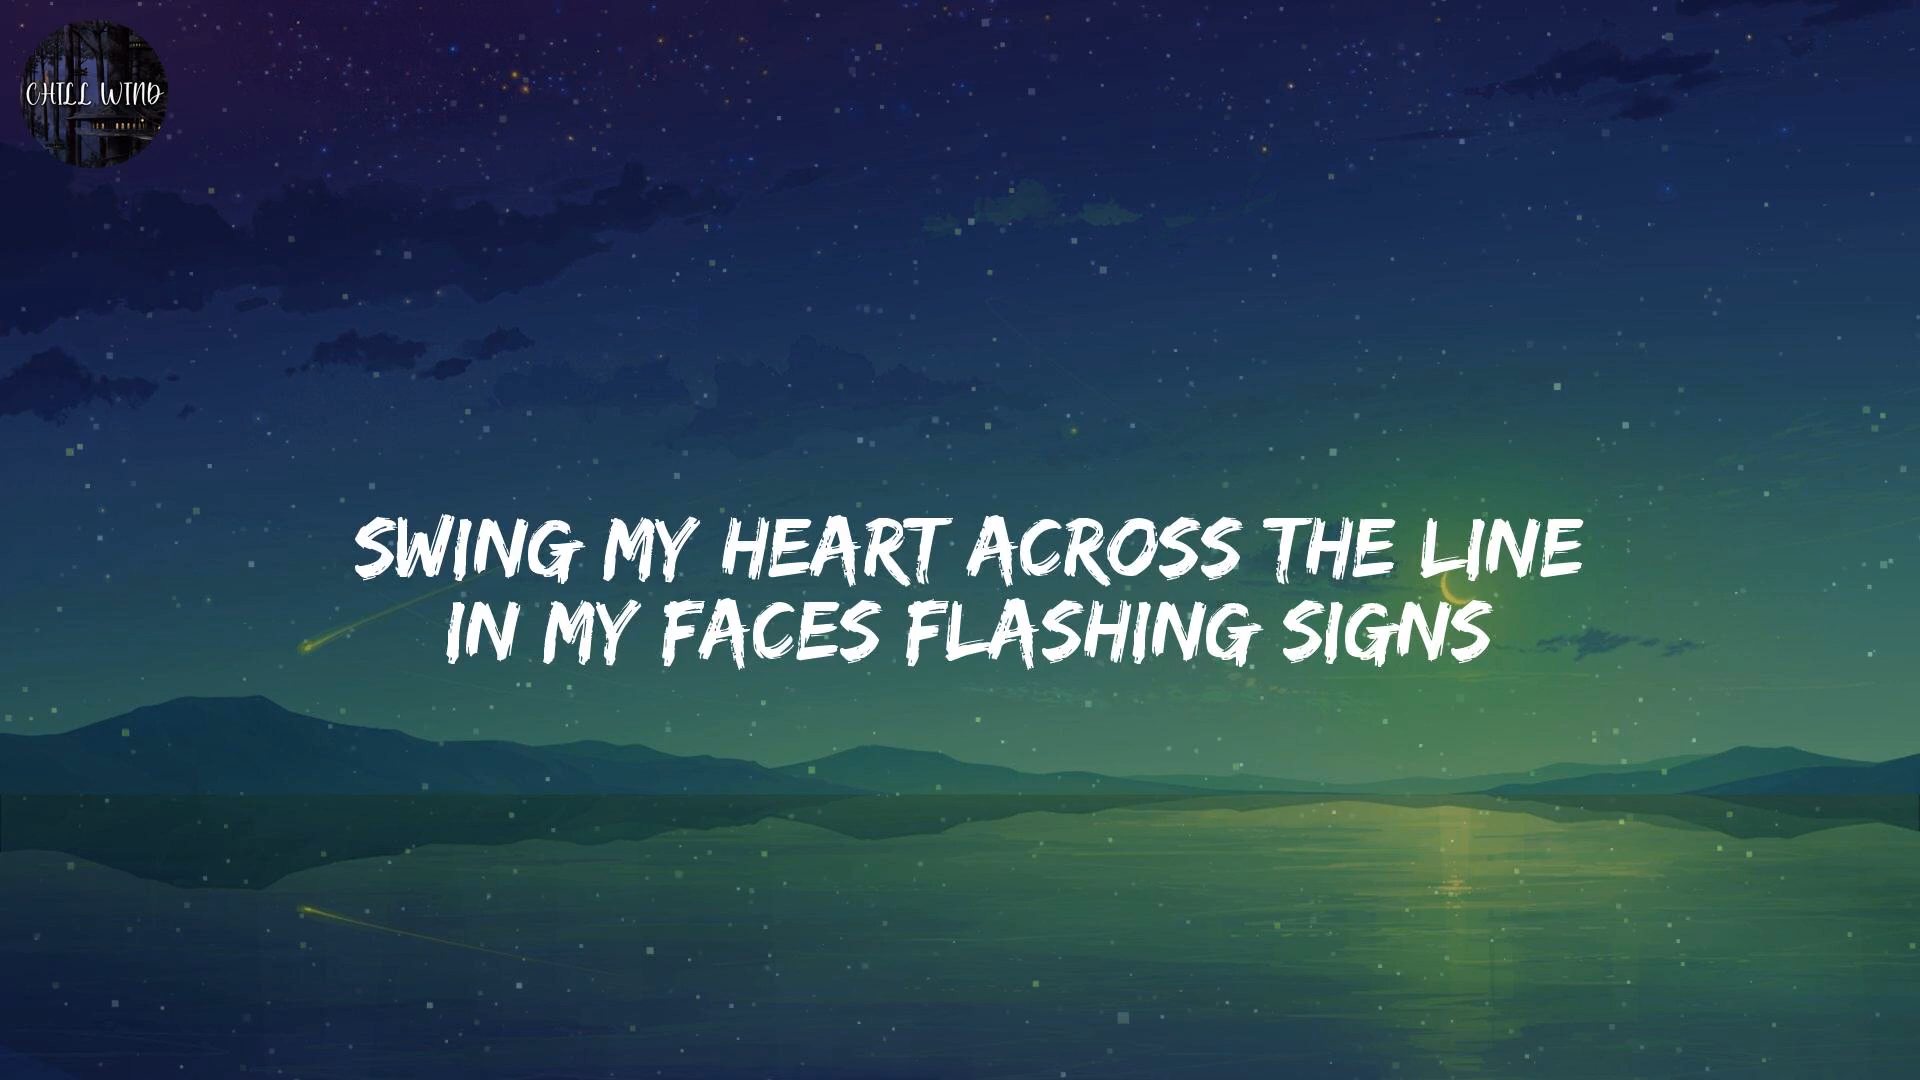 CHILL WIND
SWING MY HEART ACROSS THE LINE
IN MY FACES FLASHING SIGNS